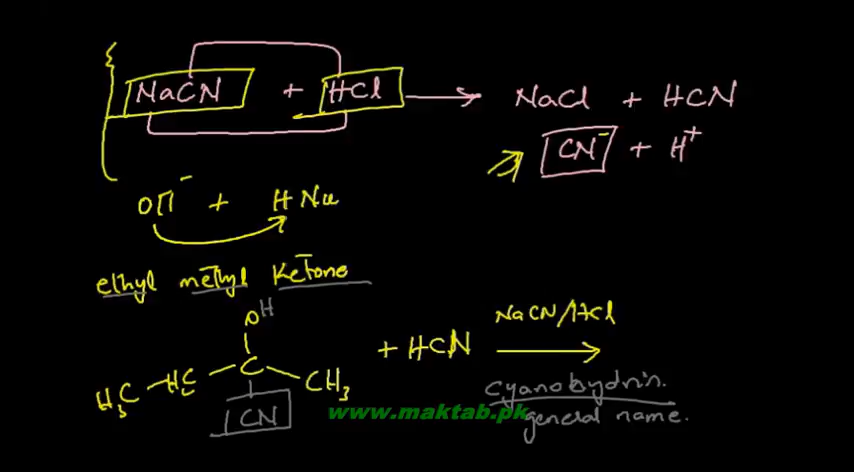 NaCN + HCl → NaCl + HCN
CN⁻ + H⁺
OH⁻ + H Nu
ethyl methyl Ketone
OH
NaCN/HCl
C + HCN →
H₃C — H₂C CH₃
Cyanohydrin.
CN www.maktab.pk general name.